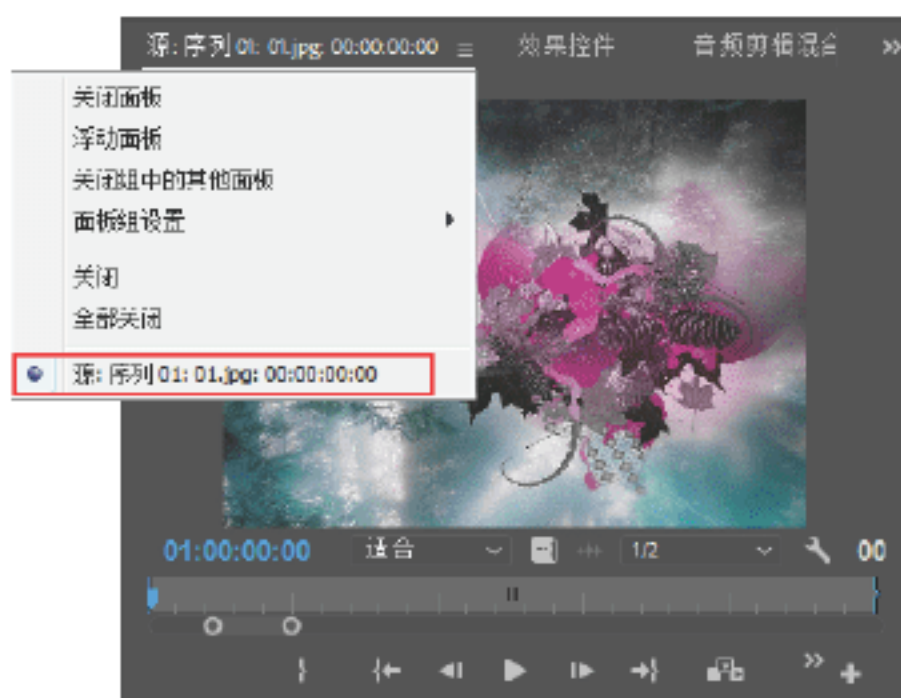 源: 序列 01: 01.jpg: 00:00:00:00 效果控件 音频剪辑混合
关闭面板
浮动面板
关闭组中的其他面板
面板组设置
关闭
全部关闭
源: 序列 01: 01.jpg: 00:00:00:00
01:00:00:00 适合 1/2 00